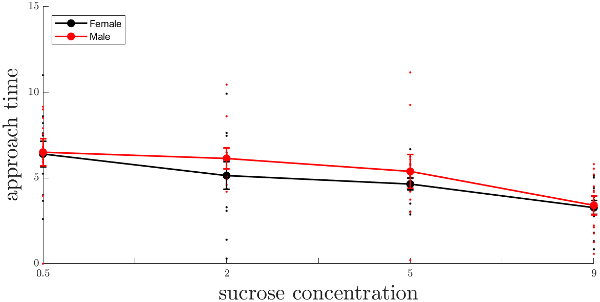 15
Female
Male
10
5
0
approach time
0.5 2 5 9
sucrose concentration